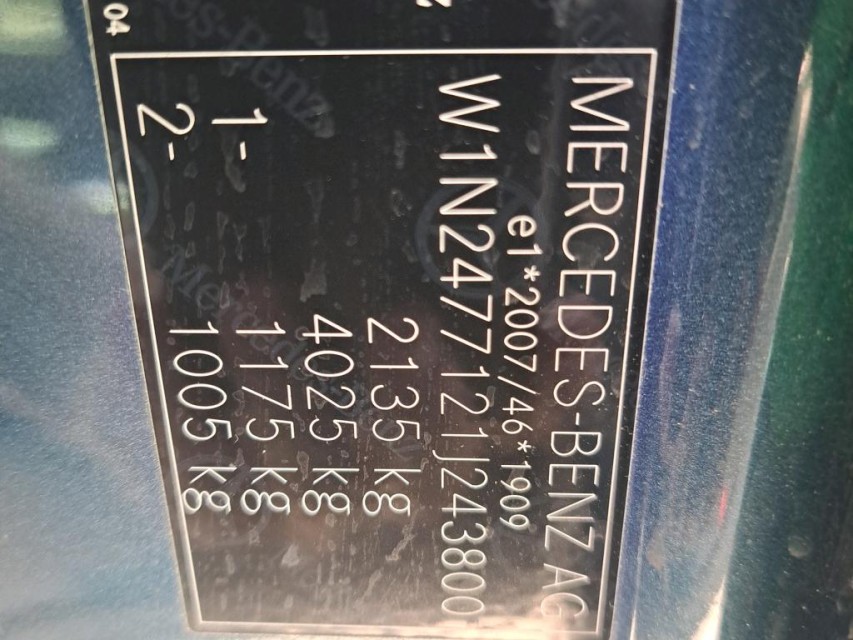 04
MERCEDES-BENZ AG
e1*2007/46*1909
W1N2477121J243800
2135 kg
4025 kg
1- 1175 kg
2- 1005 kg